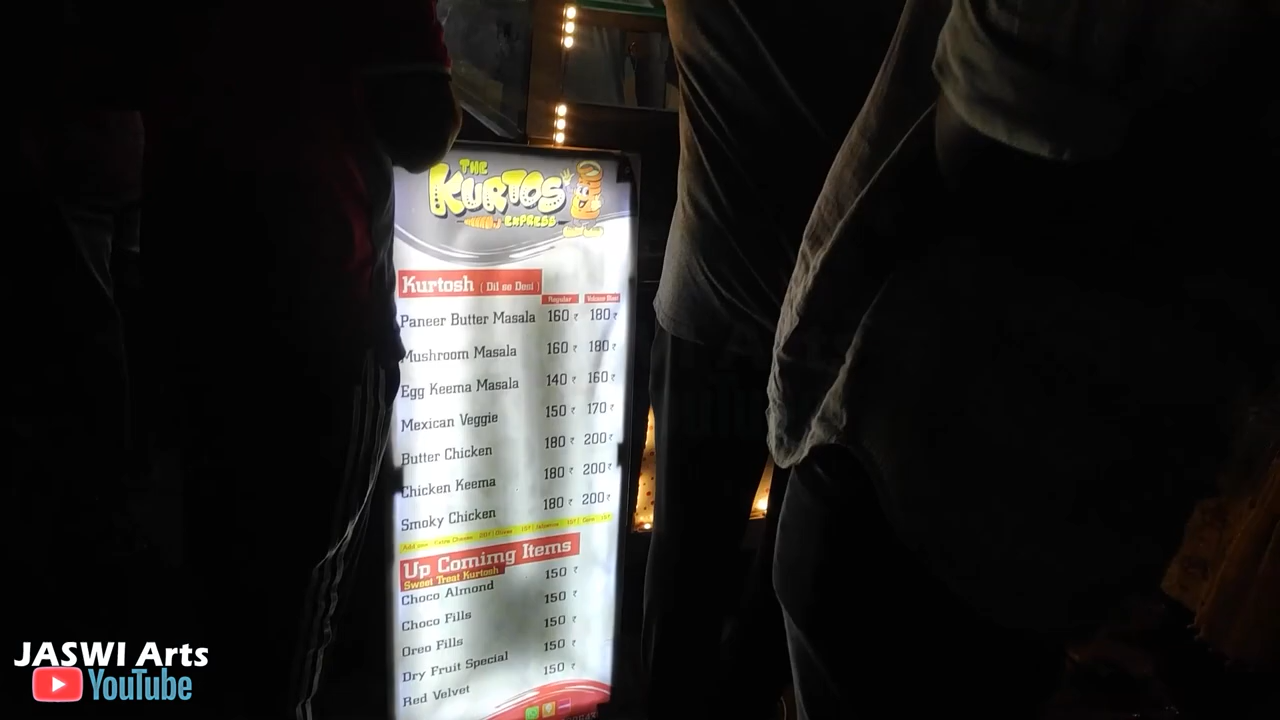 THE
KURTOS
EXPRESS
Kurtosh ( Dil se Desi )
Regular
Paneer Butter Masala 160 ₹ 180 ₹
Mushroom Masala 160 ₹ 180 ₹
Egg Keema Masala 140 ₹ 160 ₹
Mexican Veggie 150 ₹ 170 ₹
Butter Chicken 180 ₹ 200 ₹
Chicken Keema 180 ₹ 200 ₹
Smoky Chicken 180 ₹ 200 ₹
Up Comimg Items
Sweet Treat Kurtosh
Choco Almond 150 ₹
Choco Fills 150 ₹
Oreo Fills 150 ₹
Dry Fruit Special 150 ₹
Red Velvet 150 ₹
JASWI Arts
YouTube